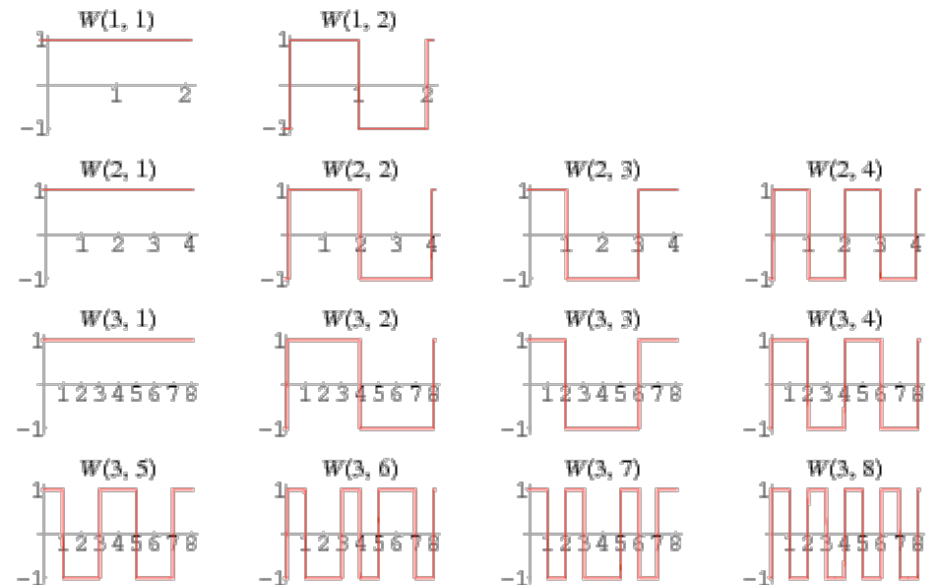 W(1, 1) W(1, 2)
1 1
1 2 1 2
-1 -1
W(2, 1) W(2, 2) W(2, 3) W(2, 4)
1 1 1 1
1 2 3 4 1 2 3 4 1 2 3 4 1 2 3 4
-1 -1 -1 -1
W(3, 1) W(3, 2) W(3, 3) W(3, 4)
1 1 1 1
1 2 3 4 5 6 7 8 1 2 3 4 5 6 7 8 1 2 3 4 5 6 7 8 1 2 3 4 5 6 7 8
-1 -1 -1 -1
W(3, 5) W(3, 6) W(3, 7) W(3, 8)
1 1 1 1
1 2 3 4 5 6 7 8 1 2 3 4 5 6 7 8 1 2 3 4 5 6 7 8 1 2 3 4 5 6 7 8
-1 -1 -1 -1